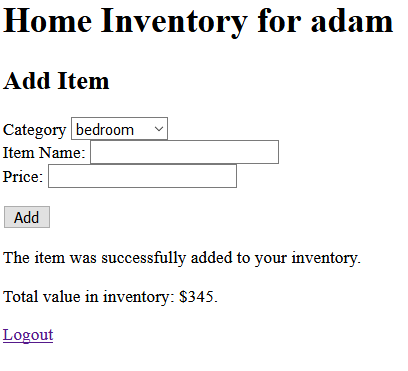 Home Inventory for adam
Add Item
Category bedroom
Item Name:
Price:
Add
The item was successfully added to your inventory.
Total value in inventory: $345.
Logout